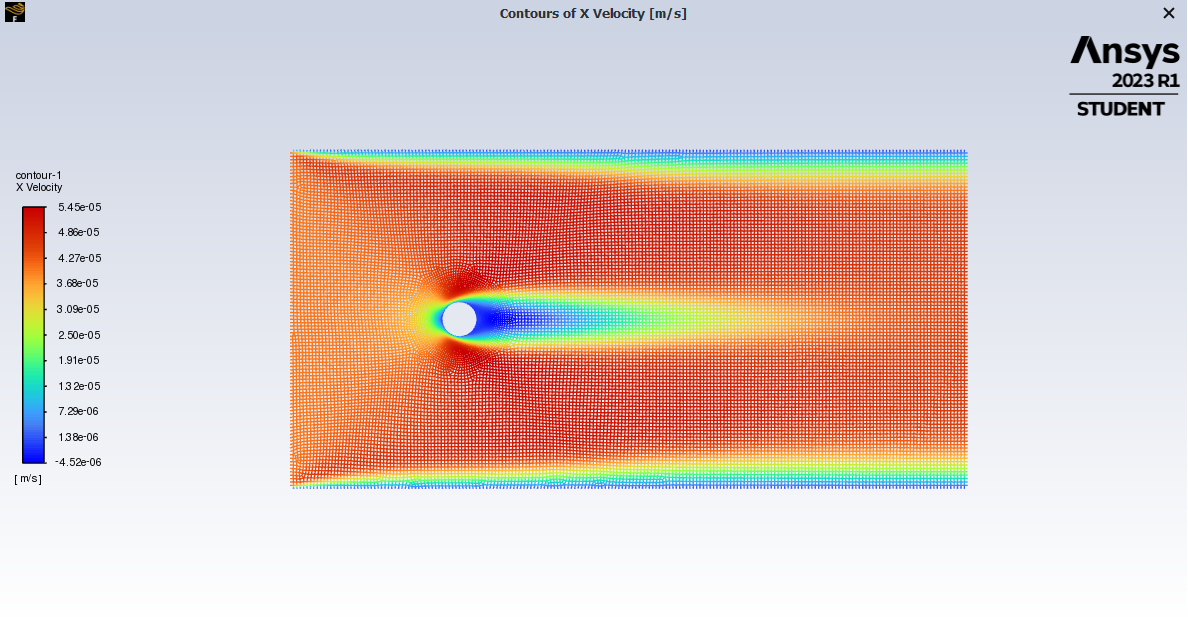 Contours of X Velocity [m/s]
F
Ansys
2023 R1
STUDENT
contour-1
X Velocity
5.45e-05
4.86e-05
4.27e-05
3.68e-05
3.09e-05
2.50e-05
1.91e-05
1.32e-05
7.29e-06
1.38e-06
-4.52e-06
[ m/s ]